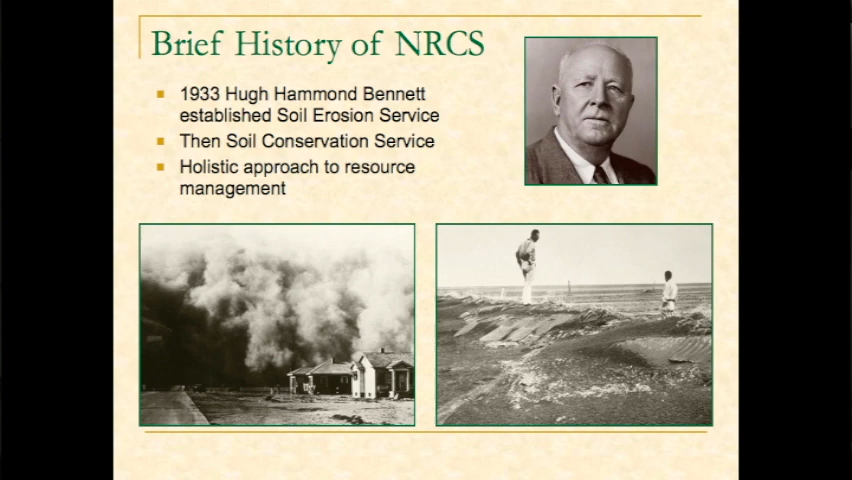 Brief History of NRCS
1933 Hugh Hammond Bennett
established Soil Erosion Service
Then Soil Conservation Service
Holistic approach to resource
management